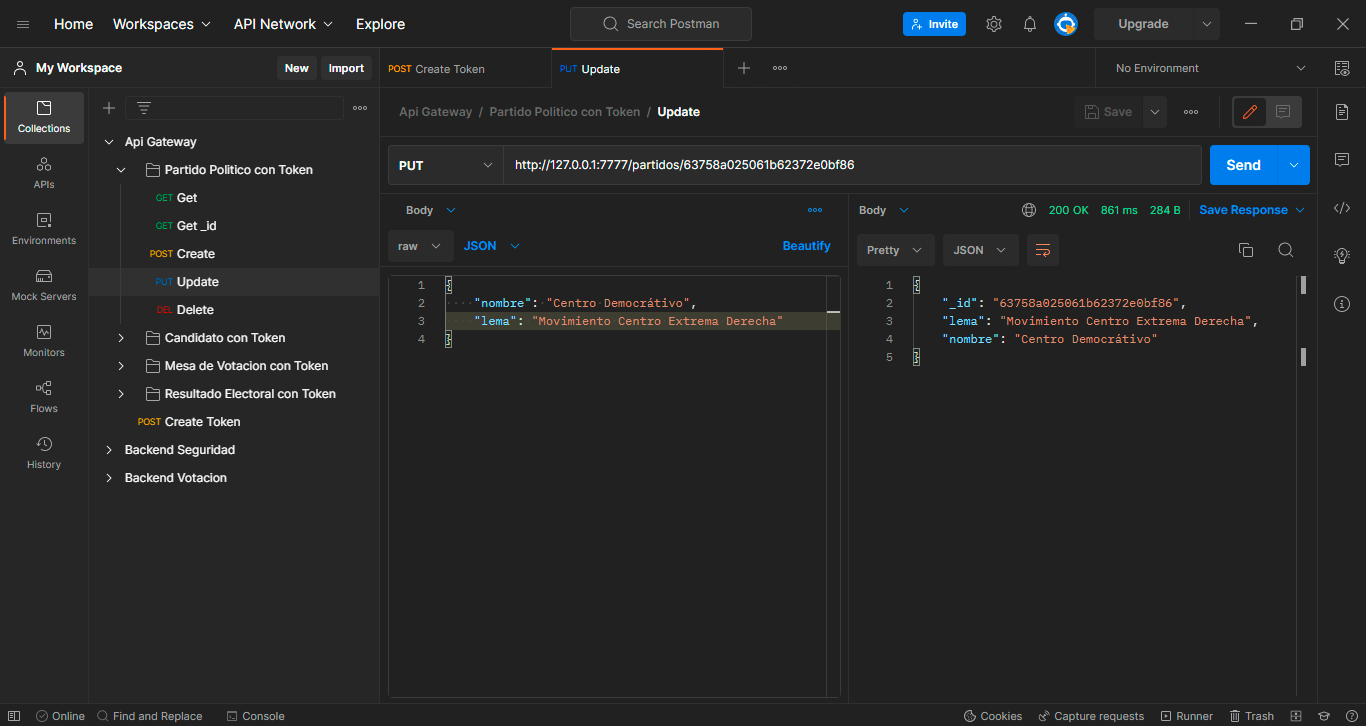 Home Workspaces API Network Explore Search Postman Invite Upgrade
My Workspace New Import POST Create Token PUT Update No Environment
Collections
APIs
Environments
Mock Servers
Monitors
Flows
History
Api Gateway
Partido Politico con Token
GET Get
GET Get _id
POST Create
PUT Update
DEL Delete
Candidato con Token
Mesa de Votacion con Token
Resultado Electoral con Token
POST Create Token
Backend Seguridad
Backend Votacion
Api Gateway / Partido Politico con Token / Update Save
PUT http://127.0.0.1:7777/partidos/63758a025061b62372e0bf86 Send
Body
raw JSON Beautify
1 {
2 "nombre": "Centro Democrátivo",
3 "lema": "Movimiento Centro Extrema Derecha"
4 }
Body 200 OK 861 ms 284 B Save Response
Pretty JSON
1 {
2 "_id": "63758a025061b62372e0bf86",
3 "lema": "Movimiento Centro Extrema Derecha",
4 "nombre": "Centro Democrátivo"
5 }
Online Find and Replace Console Cookies Capture requests Runner Trash